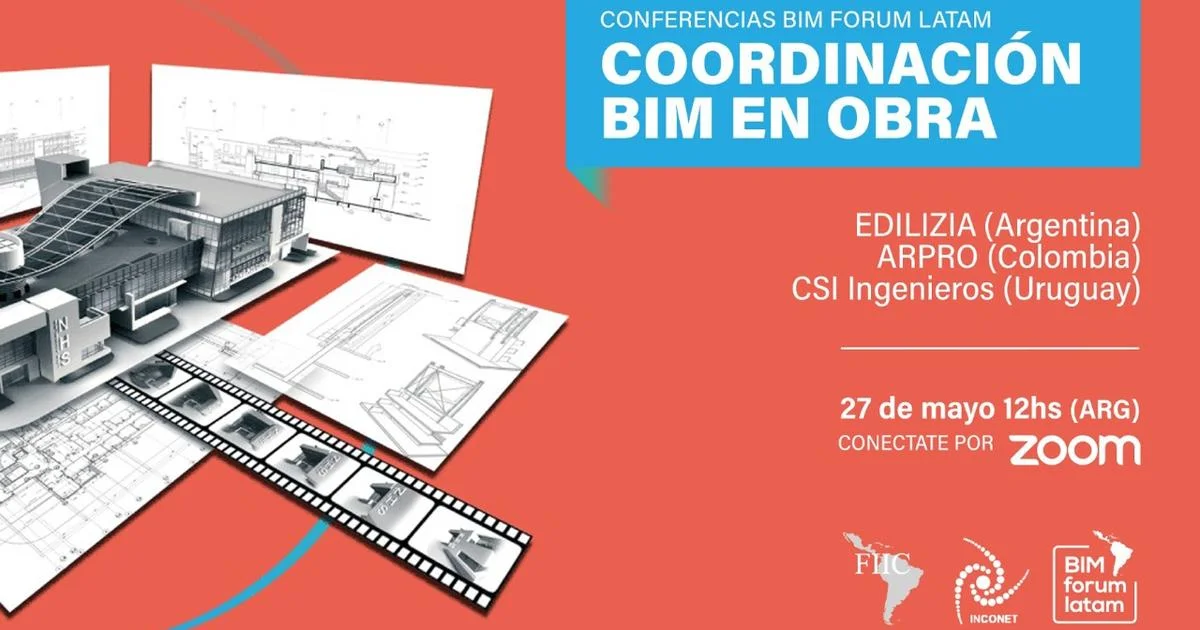 CONFERENCIAS BIM FORUM LATAM
COORDINACIÓN
BIM EN OBRA
EDILIZIA (Argentina)
ARPRO (Colombia)
CSI Ingenieros (Uruguay)
27 de mayo 12hs (ARG)
CONECTATE POR zoom
NHS
FIIC
INCONET
BIM
forum
latam